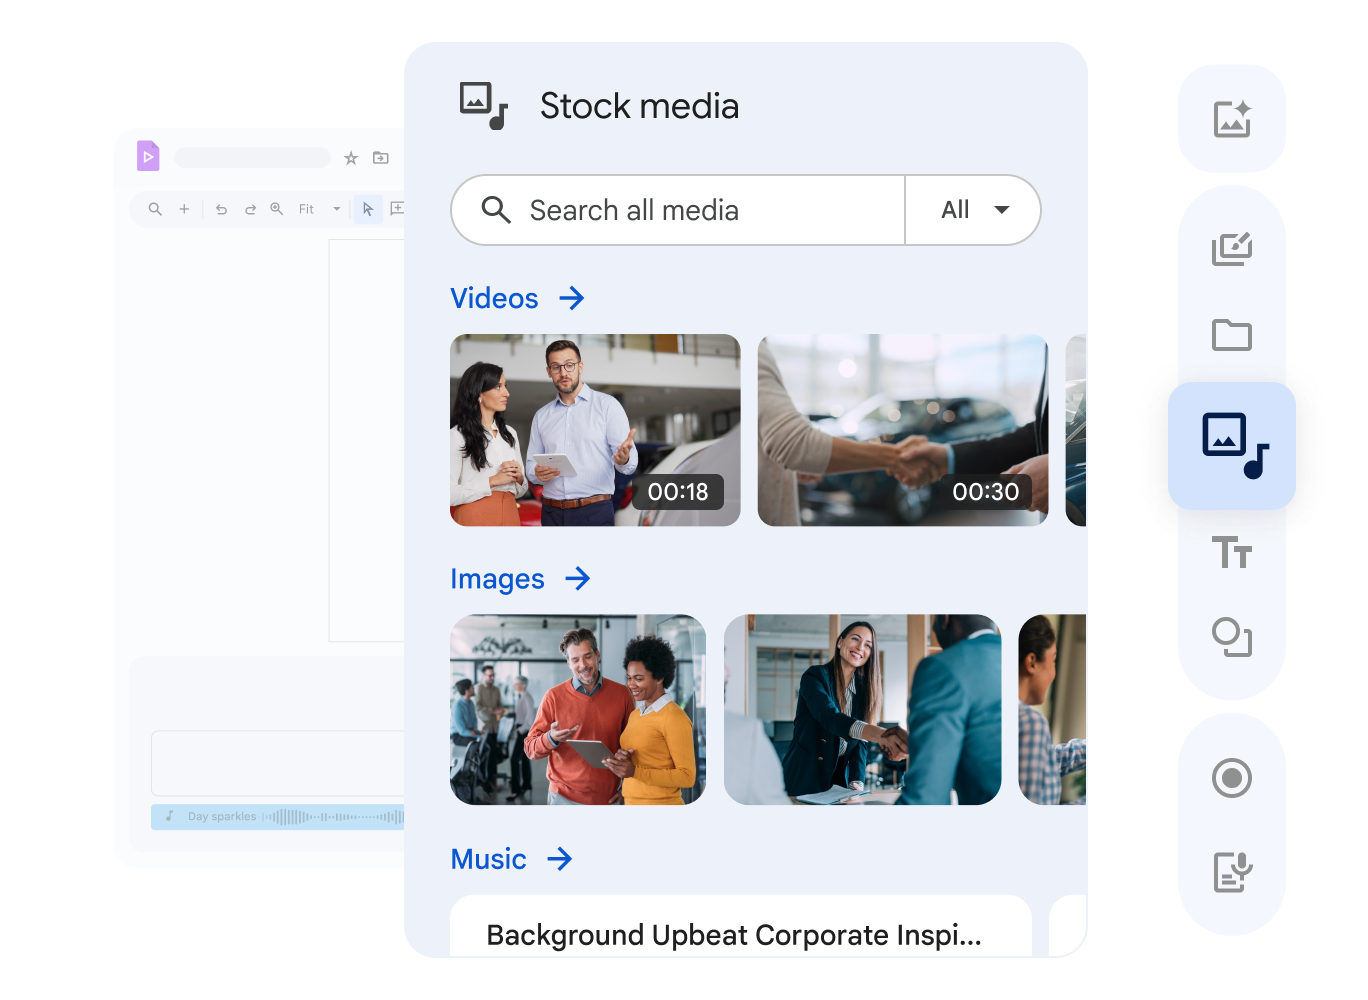 Stock media
Search all media
All
Videos
00:18
00:30
Images
Music
Background Upbeat Corporate Inspi...
Fit
Day sparkles